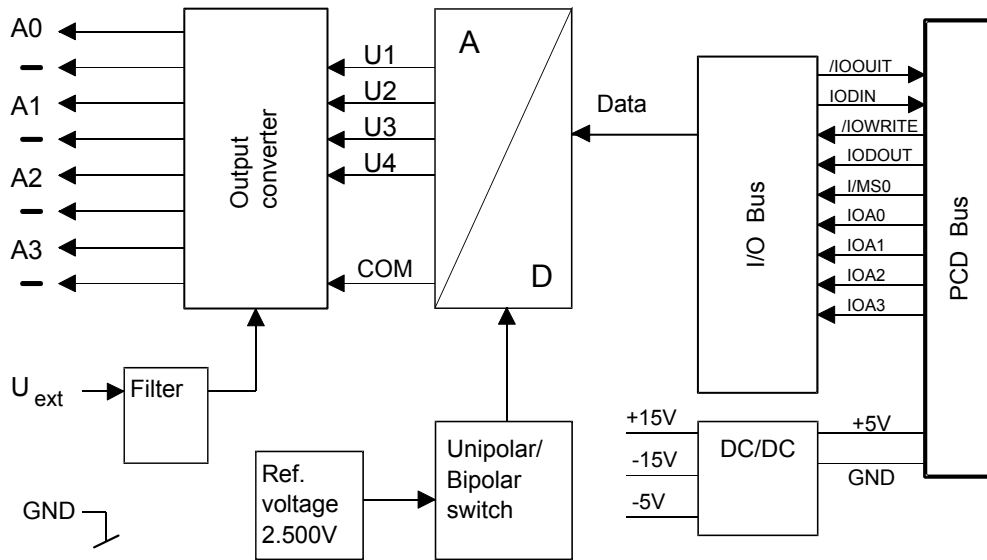 A0
–
A1
–
A2
–
A3
–
Output
converter
U1
U2
U3
U4
COM
A
D
Data
I/O Bus
/IOOUIT
IODIN
/IOWRITE
IODOUT
I/MS0
IOA0
IOA1
IOA2
IOA3
PCD Bus
U ext
Filter
GND
Ref.
voltage
2.500V
Unipolar/
Bipolar
switch
+15V
-15V
-5V
DC/DC
+5V
GND